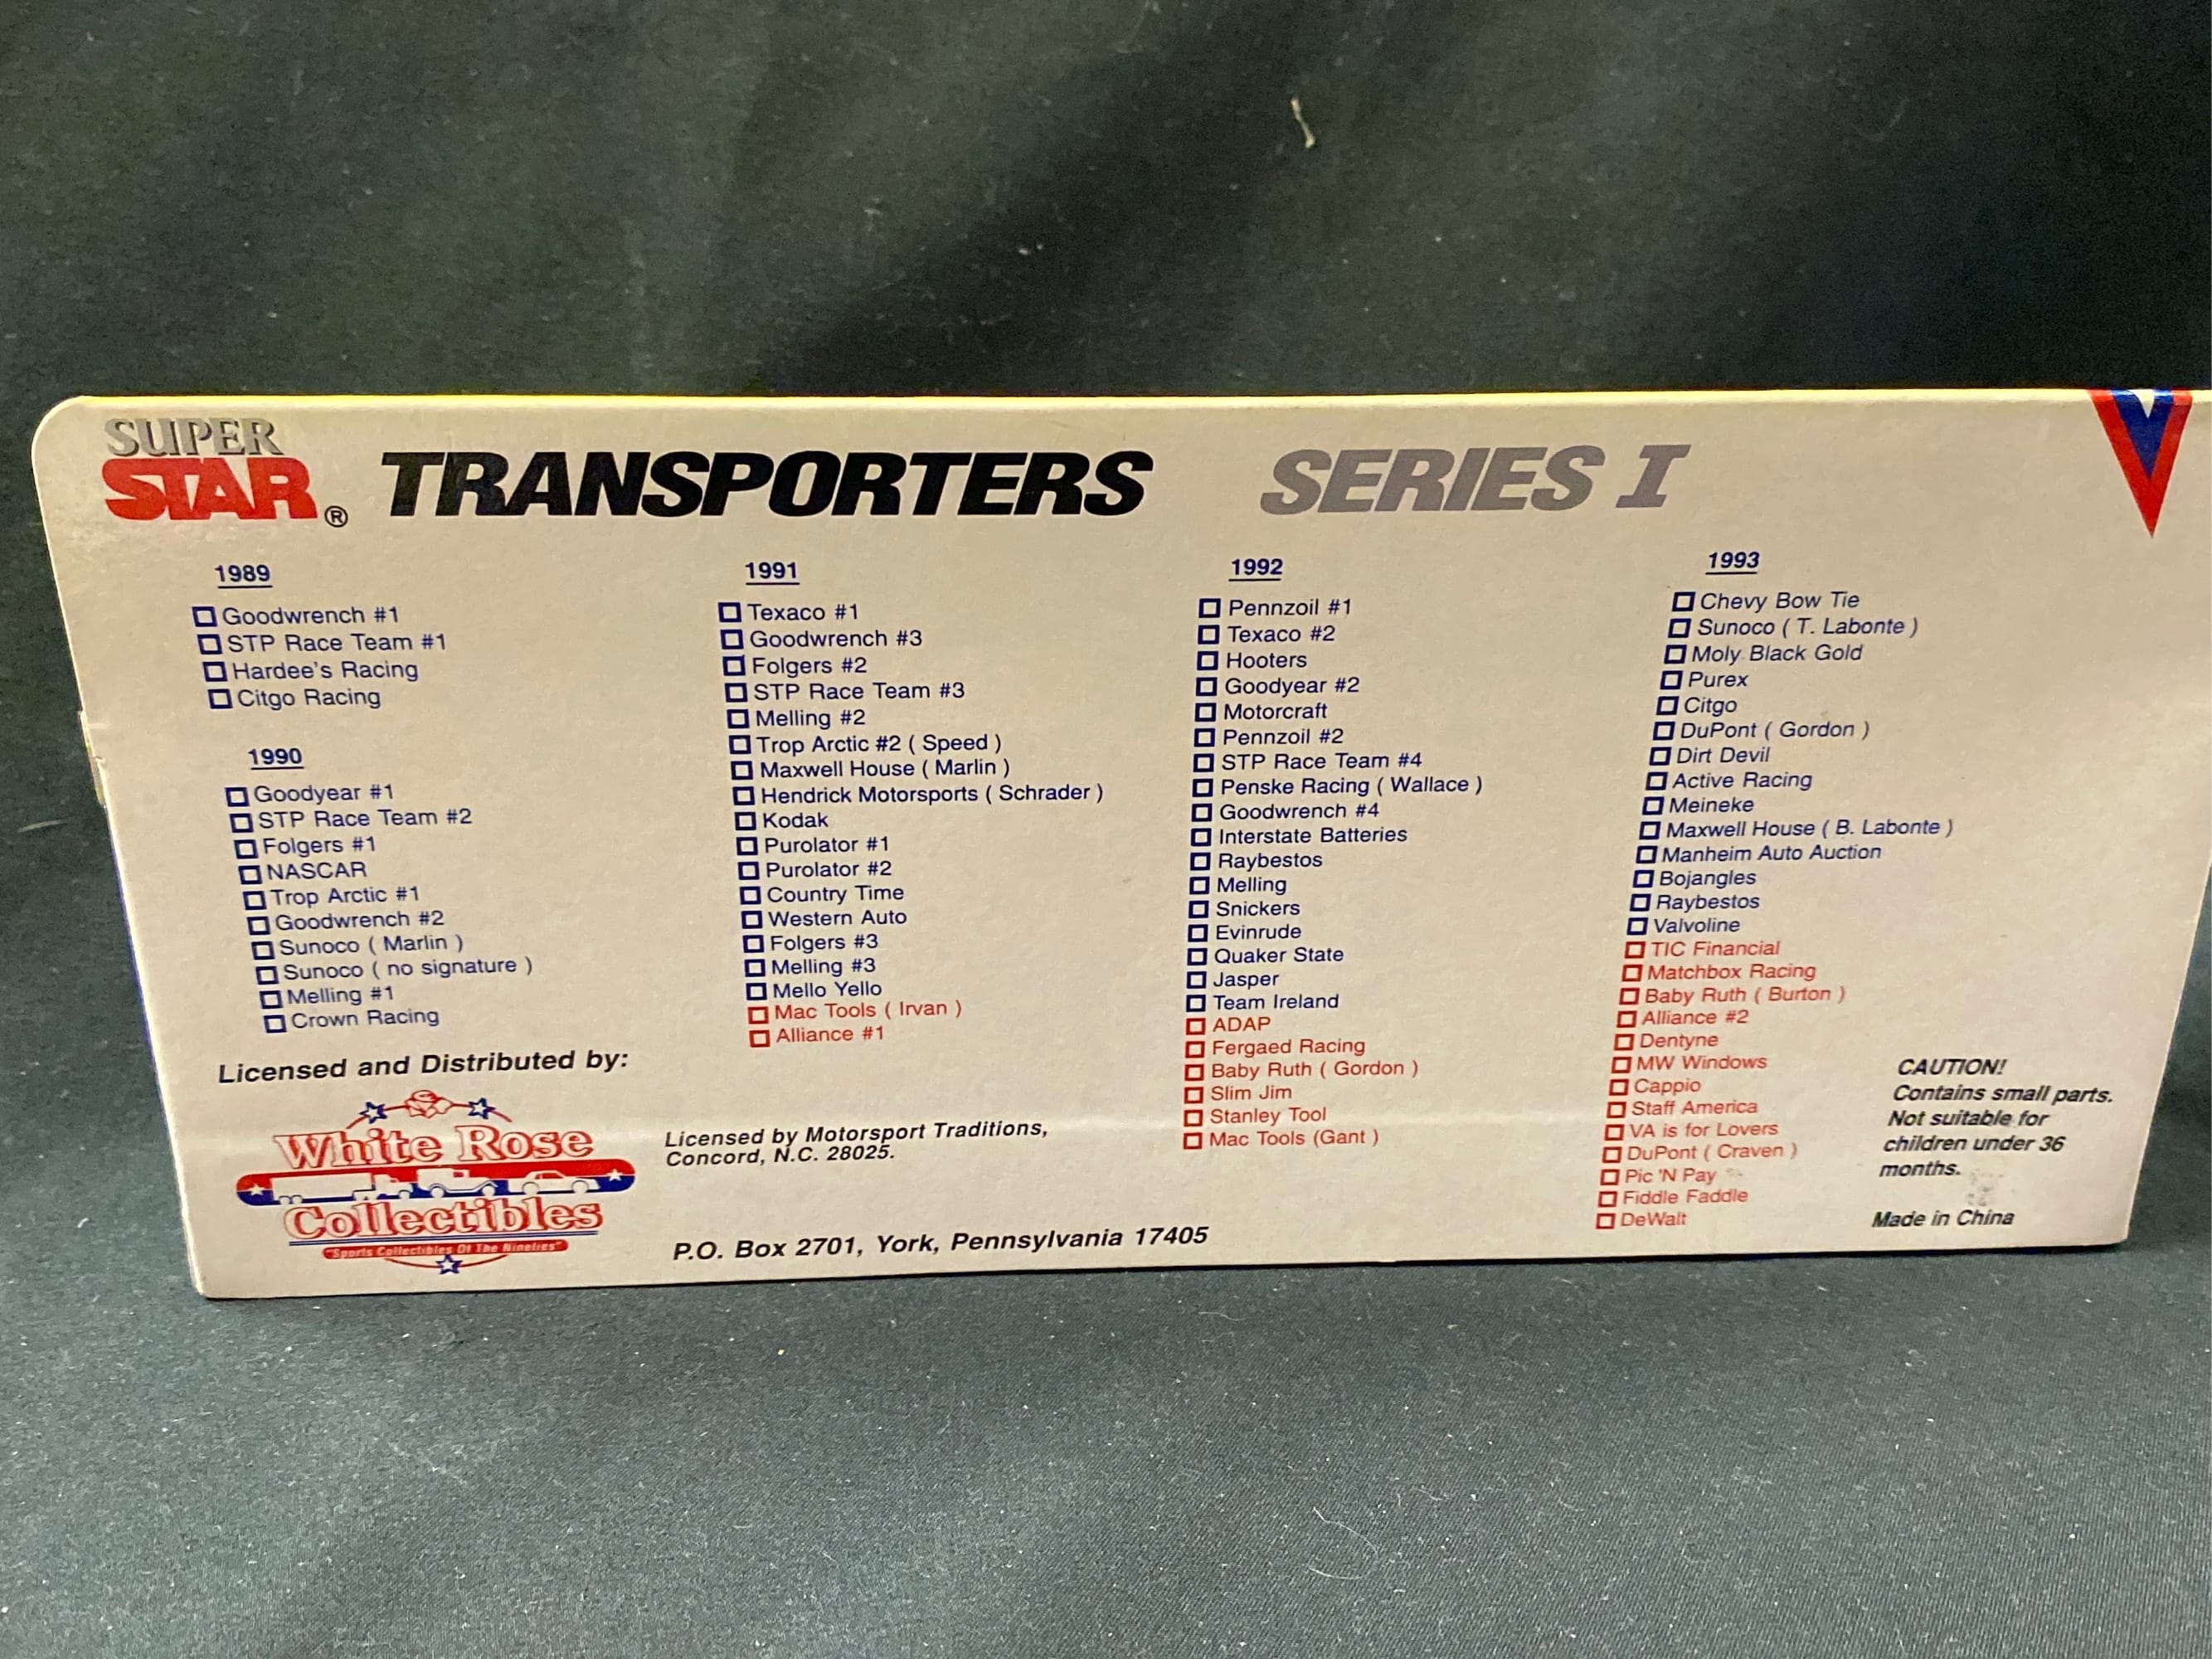 SUPER
STAR® TRANSPORTERS SERIES I
1989
Goodwrench #1
STP Race Team #1
Hardee's Racing
Citgo Racing
1990
Goodyear #1
STP Race Team #2
Folgers #1
NASCAR
Trop Arctic #1
Goodwrench #2
Sunoco ( Marlin )
Sunoco ( no signature )
Melling #1
Crown Racing
1991
Texaco #1
Goodwrench #3
Folgers #2
STP Race Team #3
Melling #2
Trop Arctic #2 ( Speed )
Maxwell House ( Marlin )
Hendrick Motorsports ( Schrader )
Kodak
Purolator #1
Purolator #2
Country Time
Western Auto
Folgers #3
Melling #3
Mello Yello
Mac Tools ( Irvan )
Alliance #1
1992
Pennzoil #1
Texaco #2
Hooters
Goodyear #2
Motorcraft
Pennzoil #2
STP Race Team #4
Penske Racing ( Wallace )
Goodwrench #4
Interstate Batteries
Raybestos
Melling
Snickers
Evinrude
Quaker State
Jasper
Team Ireland
ADAP
Fergaed Racing
Baby Ruth ( Gordon )
Slim Jim
Stanley Tool
Mac Tools (Gant )
1993
Chevy Bow Tie
Sunoco ( T. Labonte )
Moly Black Gold
Purex
Citgo
DuPont ( Gordon )
Dirt Devil
Active Racing
Meineke
Maxwell House ( B. Labonte )
Manheim Auto Auction
Bojangles
Raybestos
Valvoline
TIC Financial
Matchbox Racing
Baby Ruth ( Burton )
Alliance #2
Dentyne
MW Windows
Cappio
Staff America
VA is for Lovers
DuPont ( Craven )
Pic 'N Pay
Fiddle Faddle
DeWalt
Licensed and Distributed by:
White Rose
Collectibles
"Sports Collectibles Of The Nineties"
Licensed by Motorsport Traditions,
Concord, N.C. 28025.
P.O. Box 2701, York, Pennsylvania 17405
CAUTION!
Contains small parts.
Not suitable for
children under 36
months.
Made in China